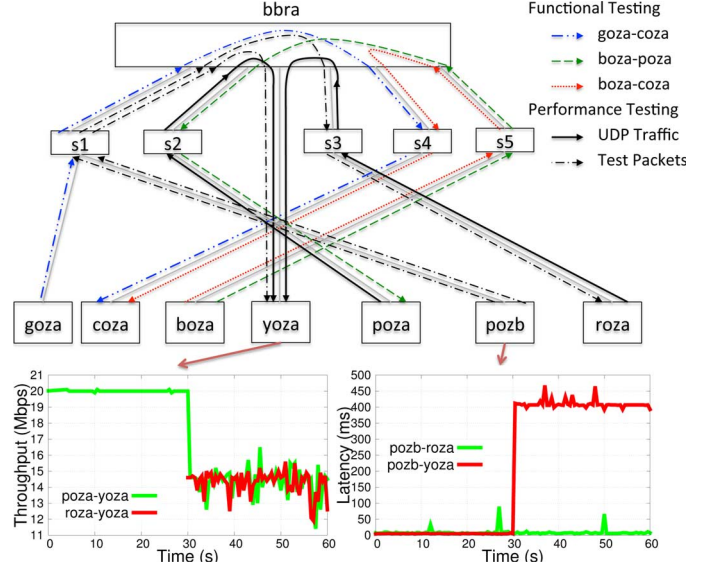 bbra
Functional Testing
goza-coza
boza-poza
boza-coza
Performance Testing
UDP Traffic
Test Packets
s1
s2
s3
s4
s5
goza
coza
boza
yoza
poza
pozb
roza
Throughput (Mbps)
21
20
19
18
17
16
15
14
13
12
11
poza-yoza
roza-yoza
0 10 20 30 40 50 60
Time (s)
Latency (ms)
500
450
400
350
300
250
200
150
100
50
0
pozb-roza
pozb-yoza
0 10 20 30 40 50 60
Time (s)